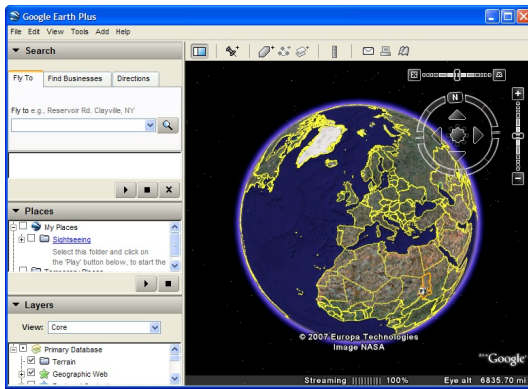 Google Earth Plus
File Edit View Tools Add Help
Search
Fly To
Find Businesses
Directions
Fly to e.g., Reservoir Rd. Clayville, NY
Places
My Places
Sightseeing
Select this folder and click on
the 'Play' button below, to start the
Temporary Places
Layers
View: Core
Primary Database
Terrain
Geographic Web
N
© 2007 Europa Technologies
Image NASA
Google
Streaming 100%
Eye alt 6835.70 mi